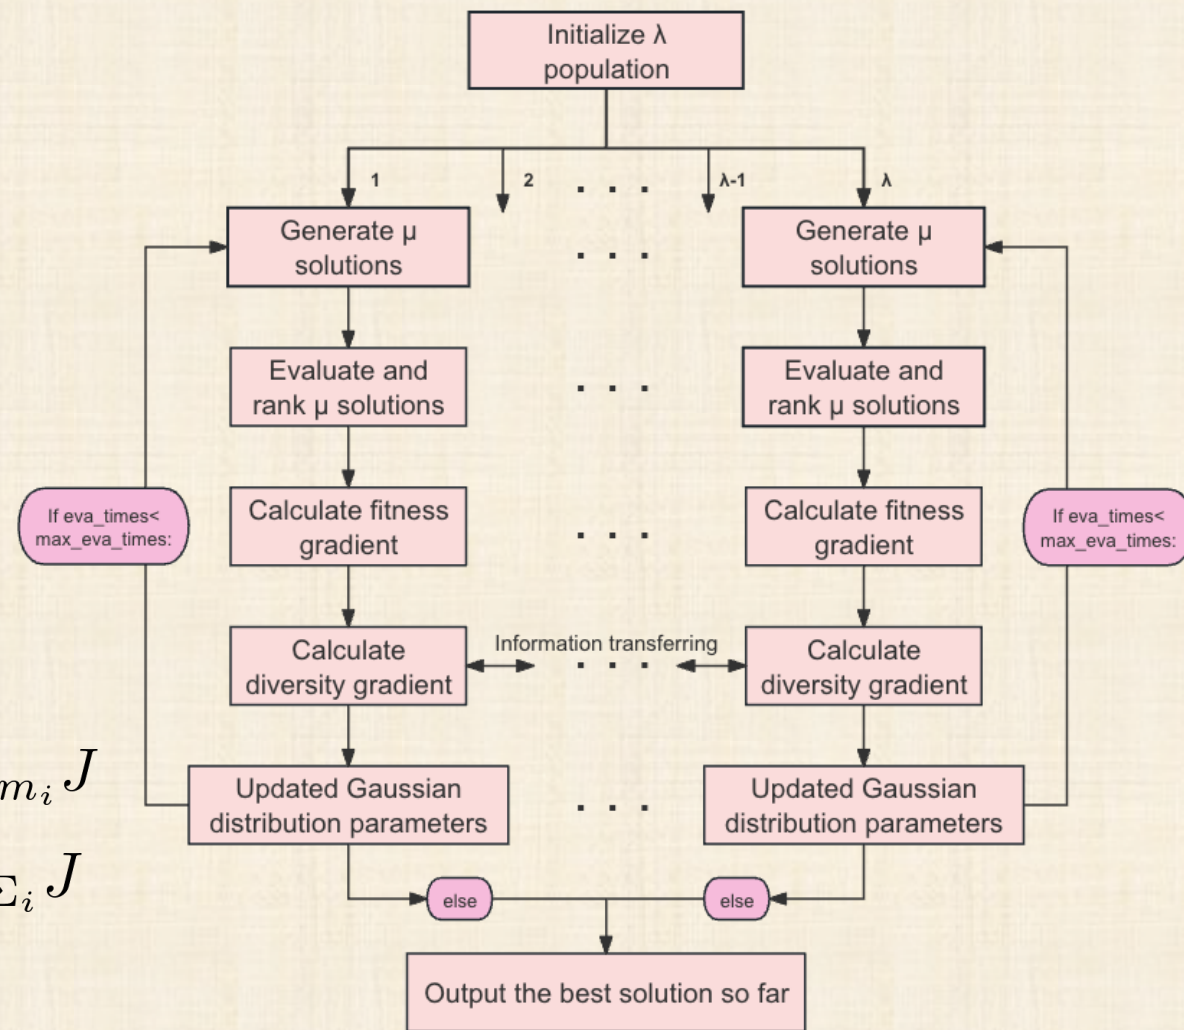 Initialize λ
population
1 2 . . . λ-1 λ
Generate μ
solutions
. . .
Generate μ
solutions
Evaluate and
rank μ solutions
. . .
Evaluate and
rank μ solutions
If eva_times<
max_eva_times:
Calculate fitness
gradient
. . .
Calculate fitness
gradient
If eva_times<
max_eva_times:
Calculate
diversity gradient
Information transferring
. . .
Calculate
diversity gradient
m_i J
Updated Gaussian
distribution parameters
. . .
Updated Gaussian
distribution parameters
Σ_i J
else
else
Output the best solution so far